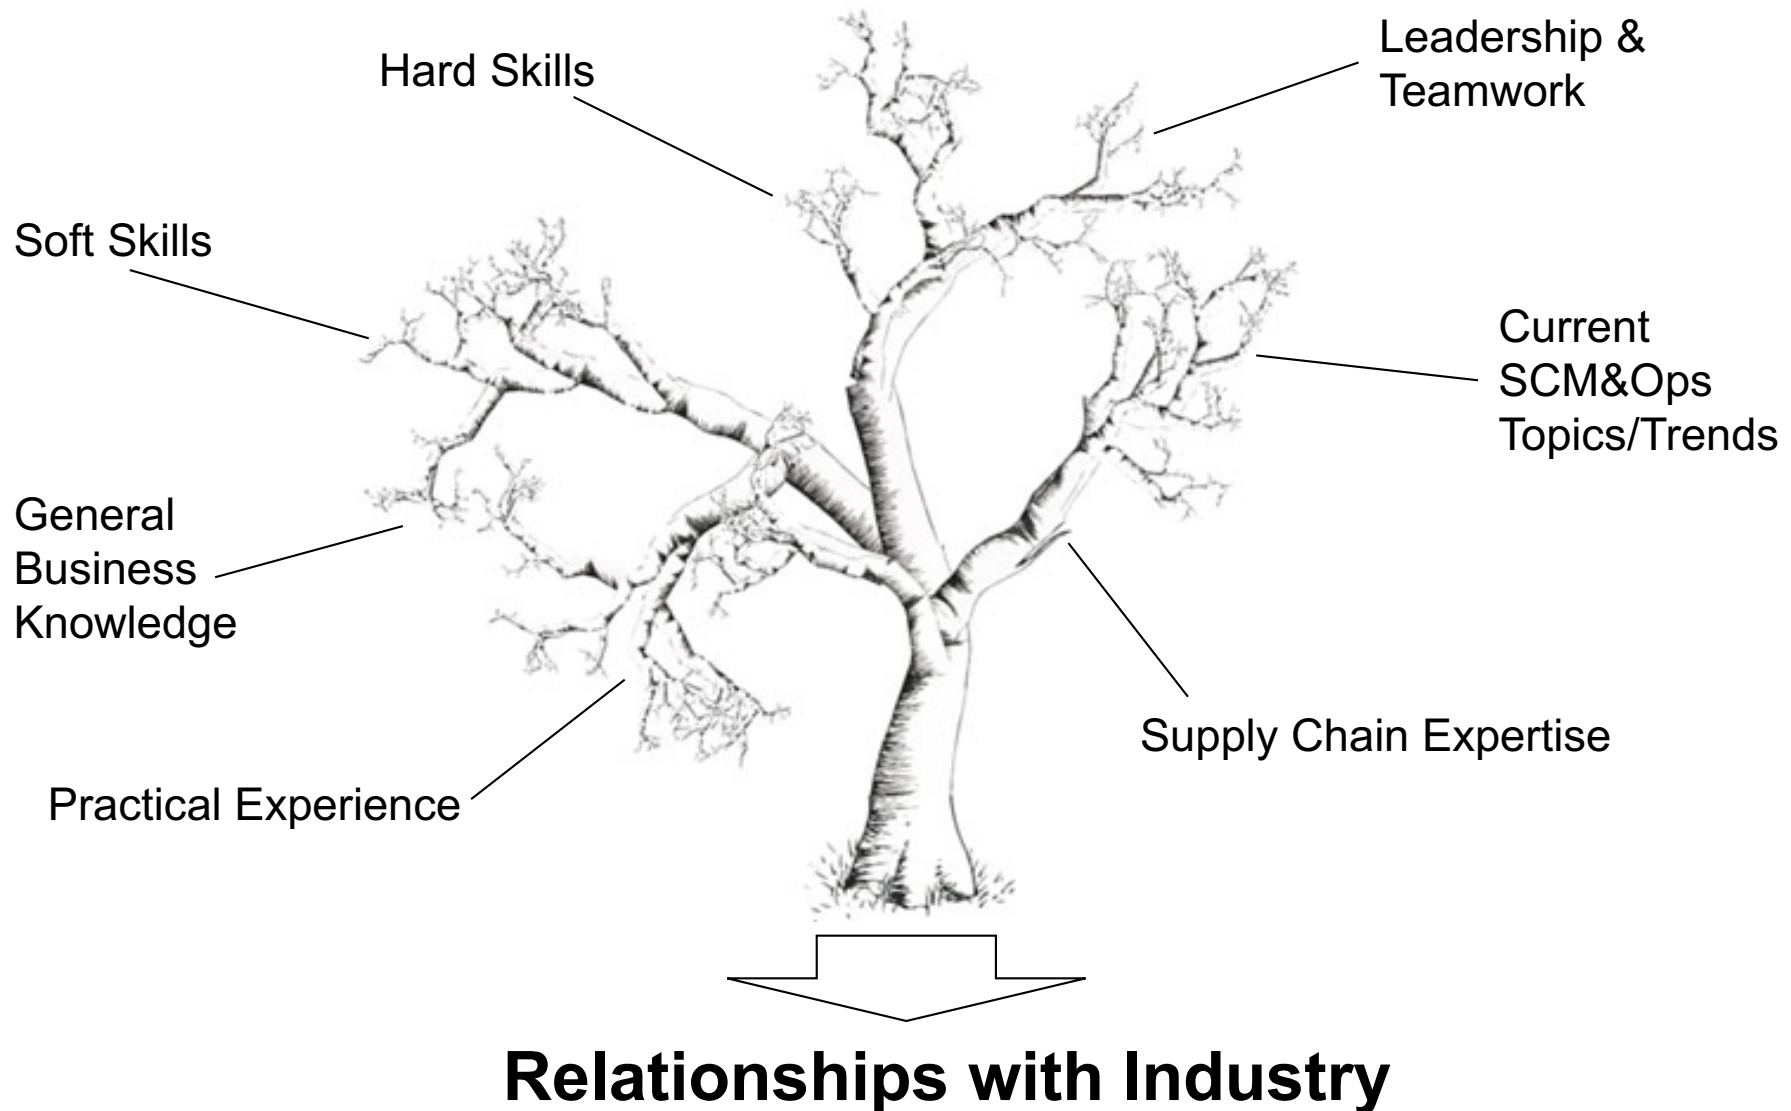 Hard Skills
Leadership &
Teamwork
Soft Skills
Current
SCM&Ops
Topics/Trends
General
Business
Knowledge
Supply Chain Expertise
Practical Experience
Relationships with Industry